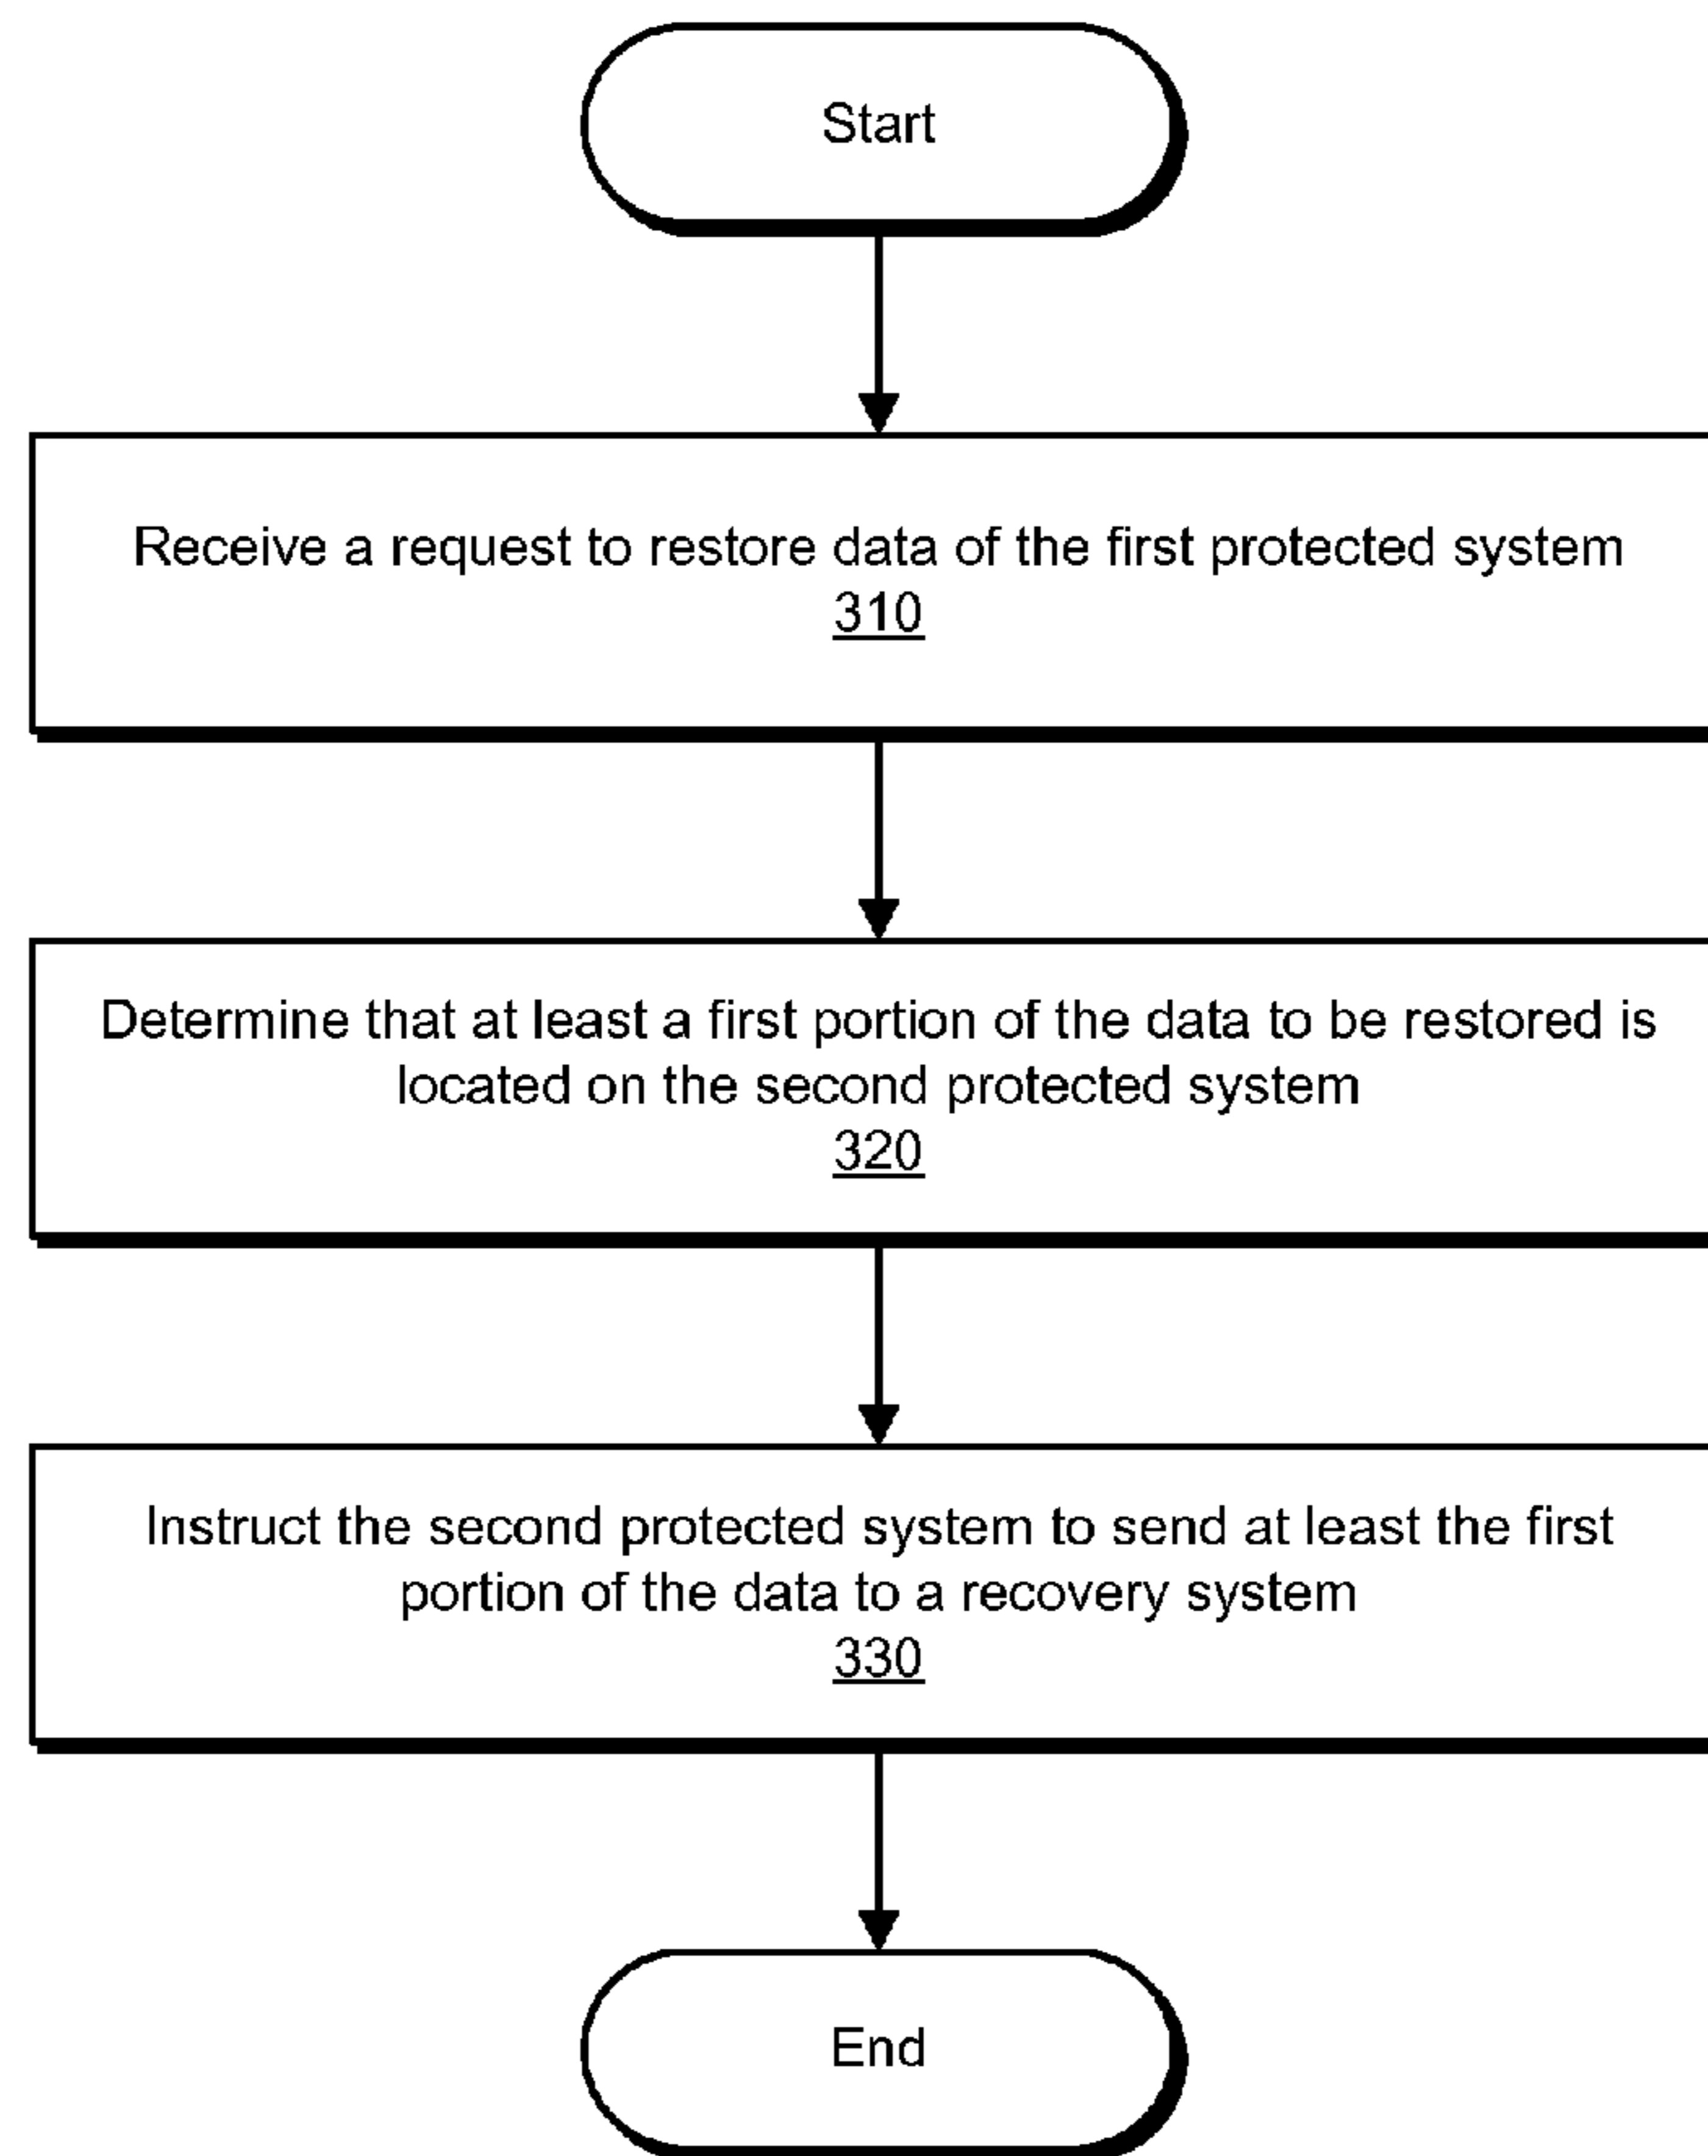 Start
Receive a request to restore data of the first protected system
310
Determine that at least a first portion of the data to be restored is
located on the second protected system
320
Instruct the second protected system to send at least the first
portion of the data to a recovery system
330
End